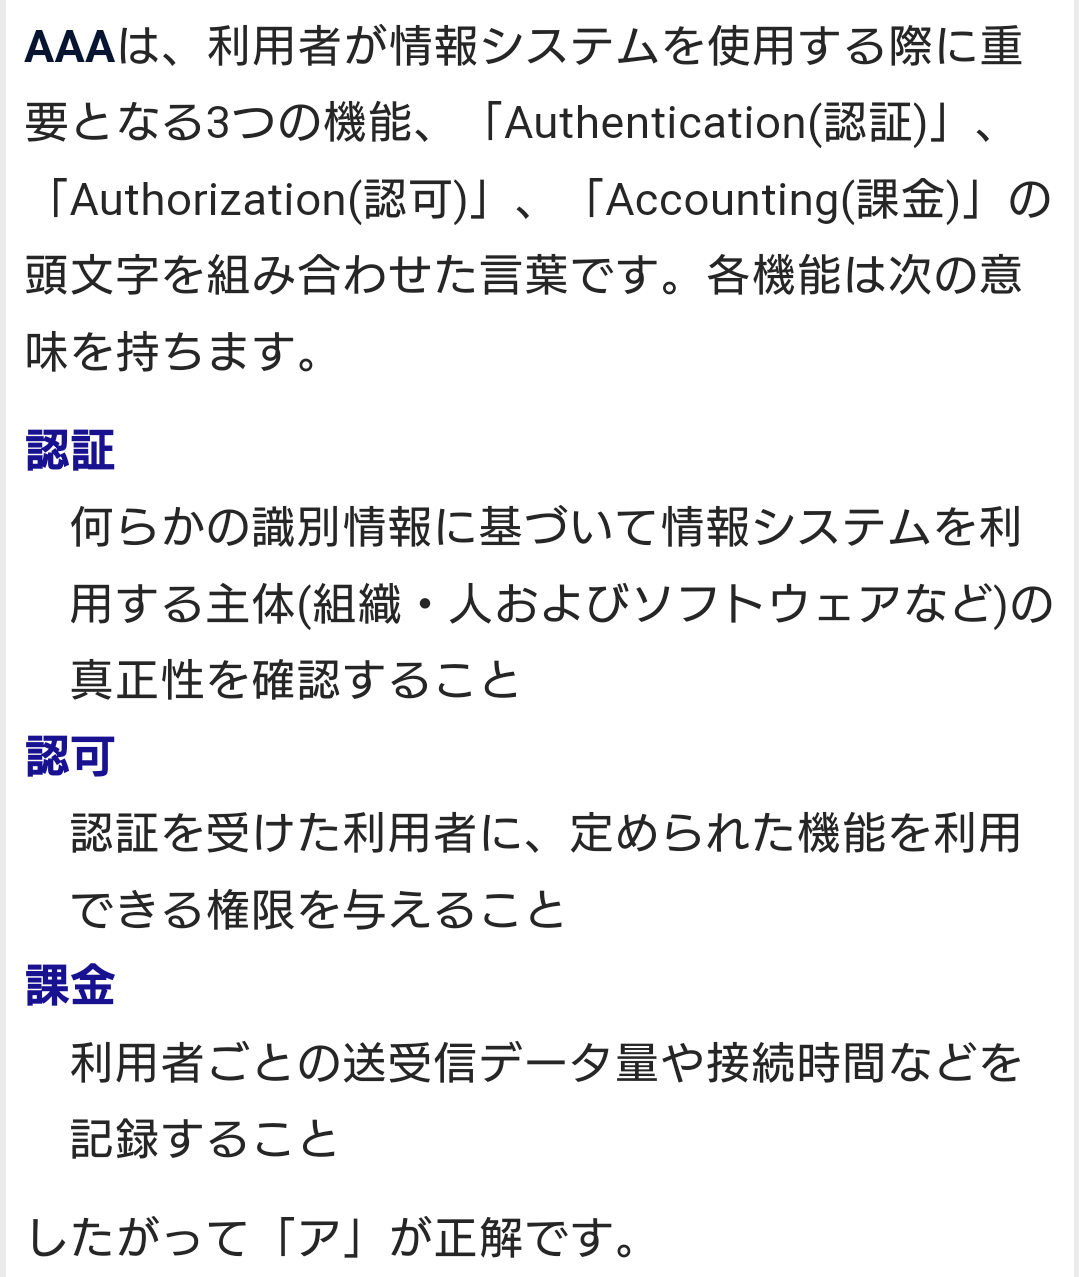 AAAは、利用者が情報システムを使用する際に重
要となる3つの機能、「Authentication(認証)」、
「Authorization(認可)」、「Accounting(課金)」の
頭文字を組み合わせた言葉です。各機能は次の意
味を持ちます。
認証
何らかの識別情報に基づいて情報システムを利
用する主体(組織・人およびソフトウェアなど)の
真正性を確認すること
認可
認証を受けた利用者に、定められた機能を利用
できる権限を与えること
課金
利用者ごとの送受信データ量や接続時間などを
記録すること
したがって「ア」が正解です。